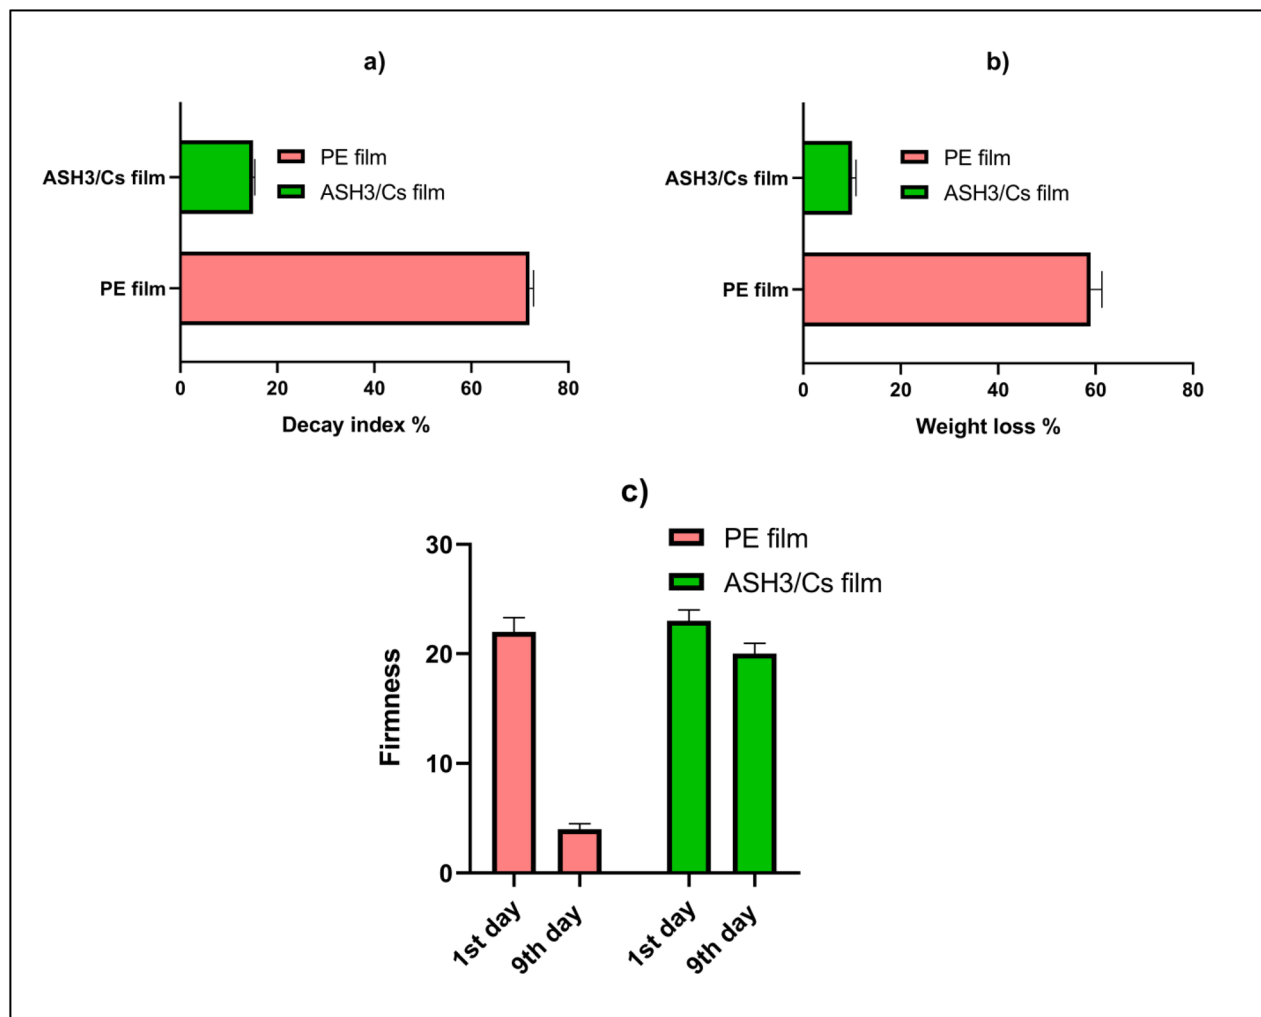 a)
ASH3/Cs film
PE film
PE film
ASH3/Cs film
0 20 40 60 80
Decay index %
b)
ASH3/Cs film
PE film
PE film
ASH3/Cs film
0 20 40 60 80
Weight loss %
c)
PE film
ASH3/Cs film
30
20
10
0
Firmness
1st day 9th day 1st day 9th day